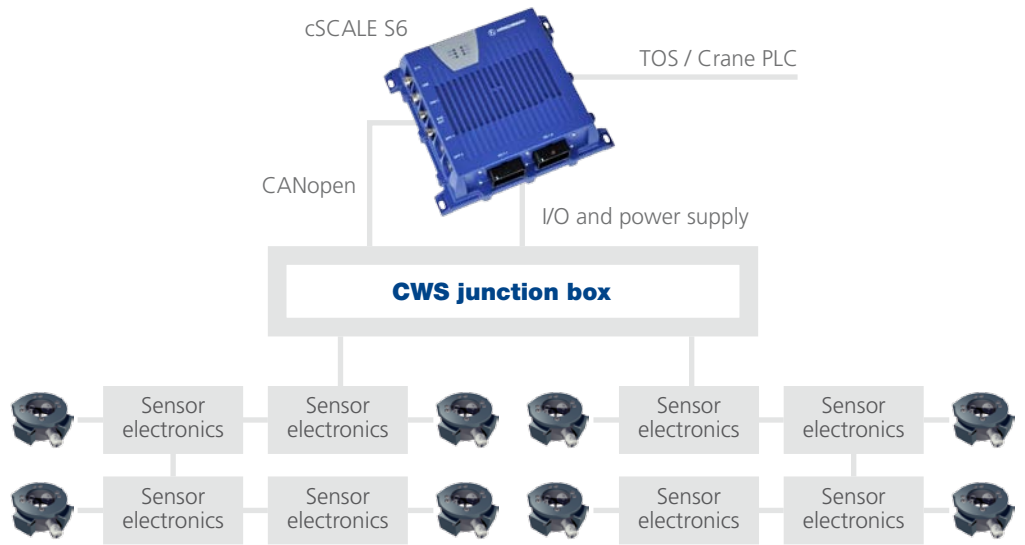 cSCALE S6
TOS / Crane PLC
CANopen
I/O and power supply
CWS junction box
Sensor
electronics
Sensor
electronics
Sensor
electronics
Sensor
electronics
Sensor
electronics
Sensor
electronics
Sensor
electronics
Sensor
electronics